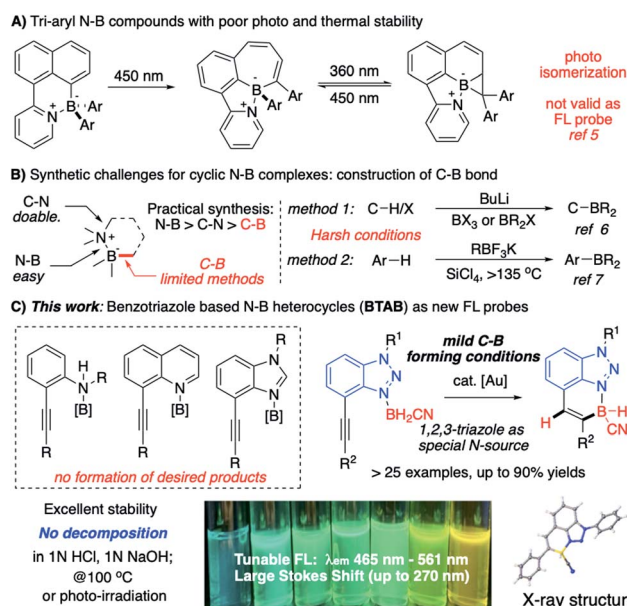 A) Tri-aryl N-B compounds with poor photo and thermal stability
450 nm
360 nm
450 nm
photo
isomerization
not valid as
FL probe
ref 5
B
-
N
+
Ar
Ar
B
-
N
+
Ar
Ar
B
-
N
+
Ar
Ar
B) Synthetic challenges for cyclic N-B complexes: construction of C-B bond
C-N
doable.
N+
B-
N-B
easy
Practical synthesis:
N-B > C-N > C-B
C-B
limited methods
method 1:
C–H/X
BuLi
BX3 or BR2X
C–BR2
ref 6
Harsh conditions
method 2:
Ar–H
RBF3K
SiCl4, >135 °C
Ar–BR2
ref 7
C) This work: Benzotriazole based N-B heterocycles (BTAB) as new FL probes
H
N
R
[B]
R
N
[B]
R
R
N
N
[B]
R
no formation of desired products
R1
N
N
N
BH2CN
R2
mild C-B
forming conditions
cat. [Au]
1,2,3-triazole as
special N-source
R1
N
N
N
B
-
H
CN
H
R2
> 25 examples, up to 90% yields
Excellent stability
No decomposition
in 1N HCl, 1N NaOH;
@100 °C
or photo-irradiation
Tunable FL: λem 465 nm - 561 nm
Large Stokes Shift (up to 270 nm)
X-ray structur